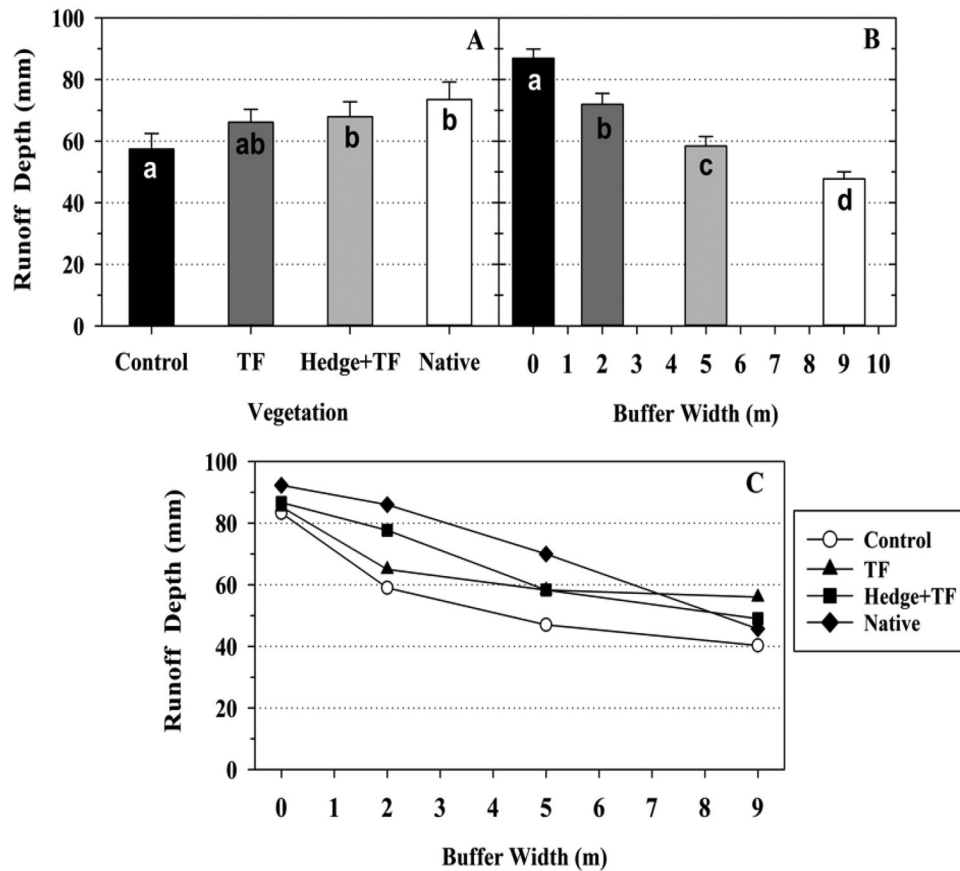 100
80
60
40
20
0
Runoff Depth (mm)
A
a
ab
b
b
Control TF Hedge+TF Native
Vegetation
B
a
b
c
d
0 1 2 3 4 5 6 7 8 9 10
Buffer Width (m)
100
80
60
40
20
0
Runoff Depth (mm)
C
0 1 2 3 4 5 6 7 8 9
Buffer Width (m)
Control
TF
Hedge+TF
Native